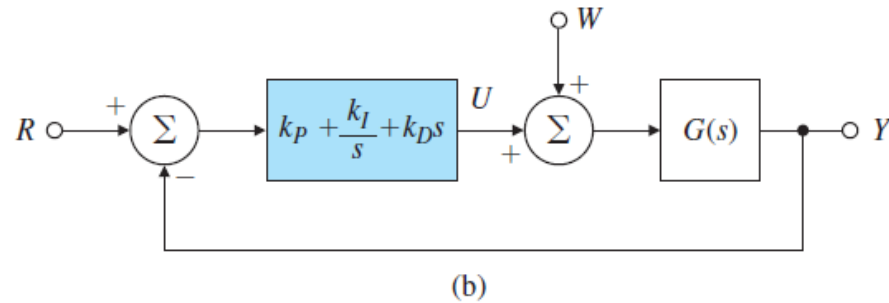 W
+
R + Σ k_P + k_I/s + k_D s U + Σ G(s) Y
−
(b)